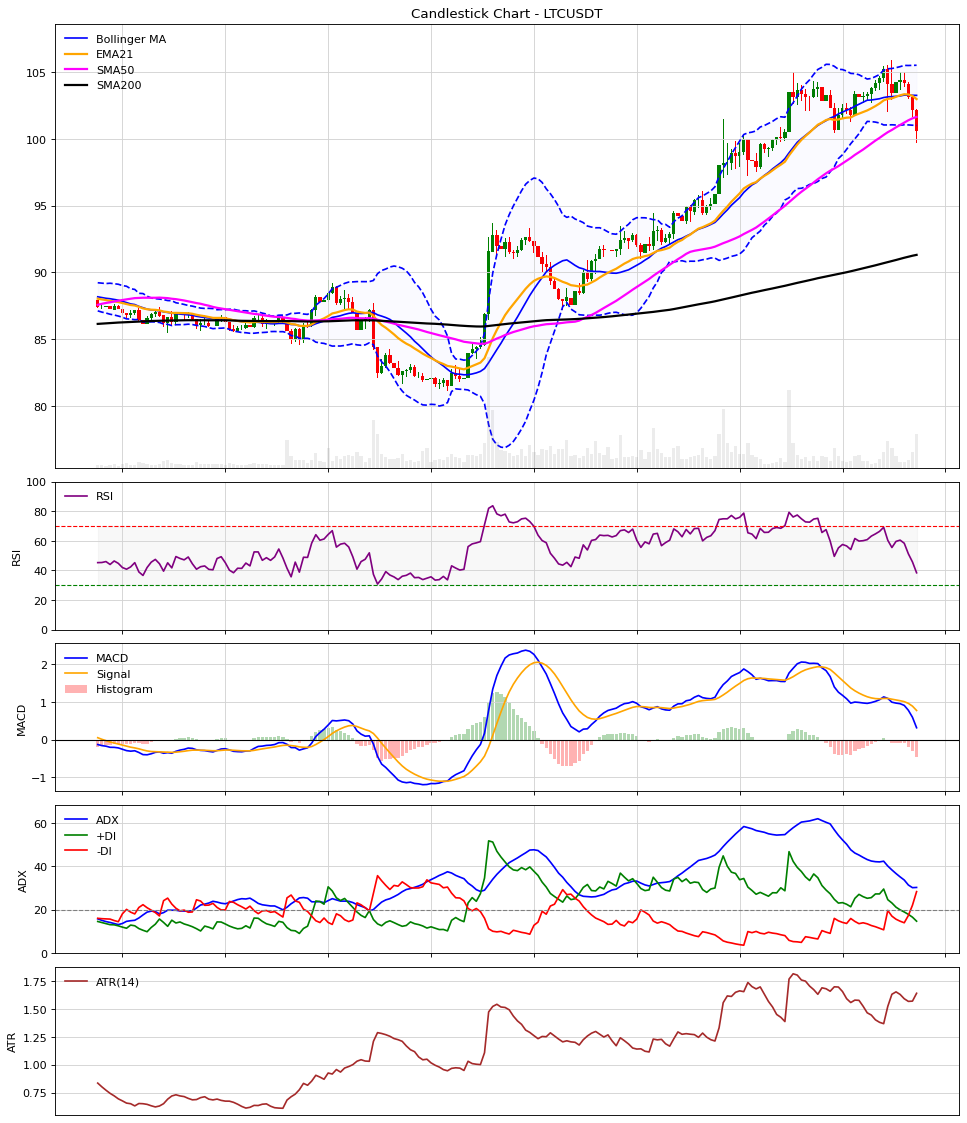 Candlestick Chart - LTCUSDT
Bollinger MA
EMA21
SMA50
SMA200
105
100
95
90
85
80
RSI
100
80
60
40
20
0
RSI
MACD
Signal
Histogram
2
1
0
−1
MACD
ADX
+DI
-DI
60
40
20
0
ADX
ATR(14)
1.75
1.50
1.25
1.00
0.75
ATR